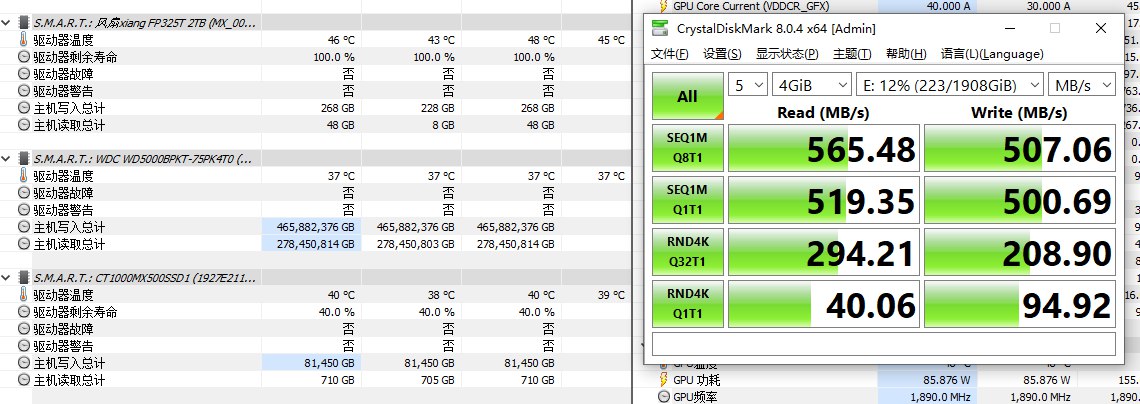 S.M.A.R.T.: 风扇xiang FP325T 2TB (MX_00...
驱动器温度 46 °C 43 °C 48 °C 45 °C
驱动器剩余寿命 100.0 % 100.0 % 100.0 %
驱动器故障 否 否 否
驱动器警告 否 否 否
主机写入总计 268 GB 228 GB 268 GB
主机读取总计 48 GB 8 GB 48 GB
S.M.A.R.T.: WDC WD5000BPKT-75PK4T0 (...
驱动器温度 37 °C 37 °C 37 °C 37 °C
驱动器故障 否 否 否
驱动器警告 否 否 否
主机写入总计 465,882,376 GB 465,882,376 GB 465,882,376 GB
主机读取总计 278,450,814 GB 278,450,803 GB 278,450,814 GB
S.M.A.R.T.: CT1000MX500SSD1 (1927E211...
驱动器温度 40 °C 38 °C 40 °C 39 °C
驱动器剩余寿命 40.0 % 40.0 % 40.0 %
驱动器故障 否 否 否
驱动器警告 否 否 否
主机写入总计 81,450 GB 81,450 GB 81,450 GB
主机读取总计 710 GB 705 GB 710 GB
GPU Core Current (VDDCR_GFX) 40.000 A 30.000 A
CrystalDiskMark 8.0.4 x64 [Admin]
文件(F) 设置(S) 显示状态(P) 主题(T) 帮助(H) 语言(L)(Language)
All 5 4GiB E: 12% (223/1908GiB) MB/s
Read (MB/s) Write (MB/s)
SEQ1M Q8T1 565.48 507.06
SEQ1M Q1T1 519.35 500.69
RND4K Q32T1 294.21 208.90
RND4K Q1T1 40.06 94.92
GPU 功耗 85.876 W 85.876 W 155.
GPU频率 1,890.0 MHz 1,890.0 MHz 1,890.